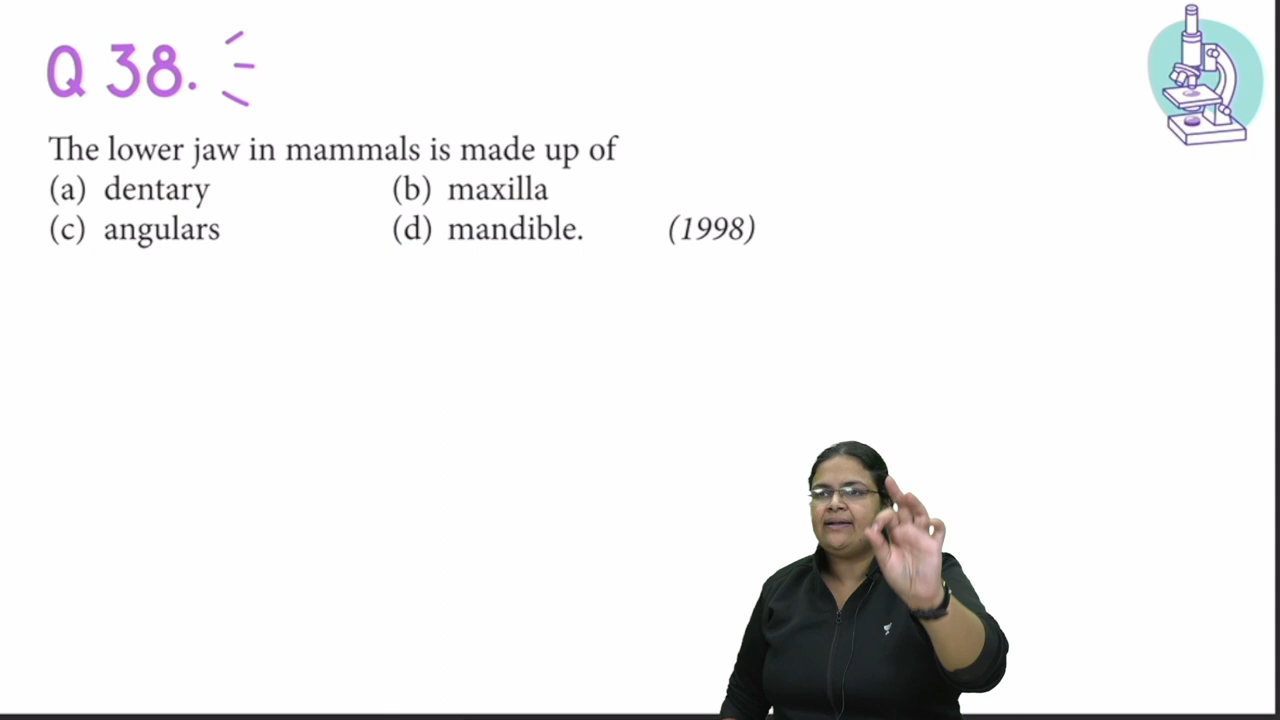 Q 38.
The lower jaw in mammals is made up of
(a) dentary (b) maxilla
(c) angulars (d) mandible. (1998)